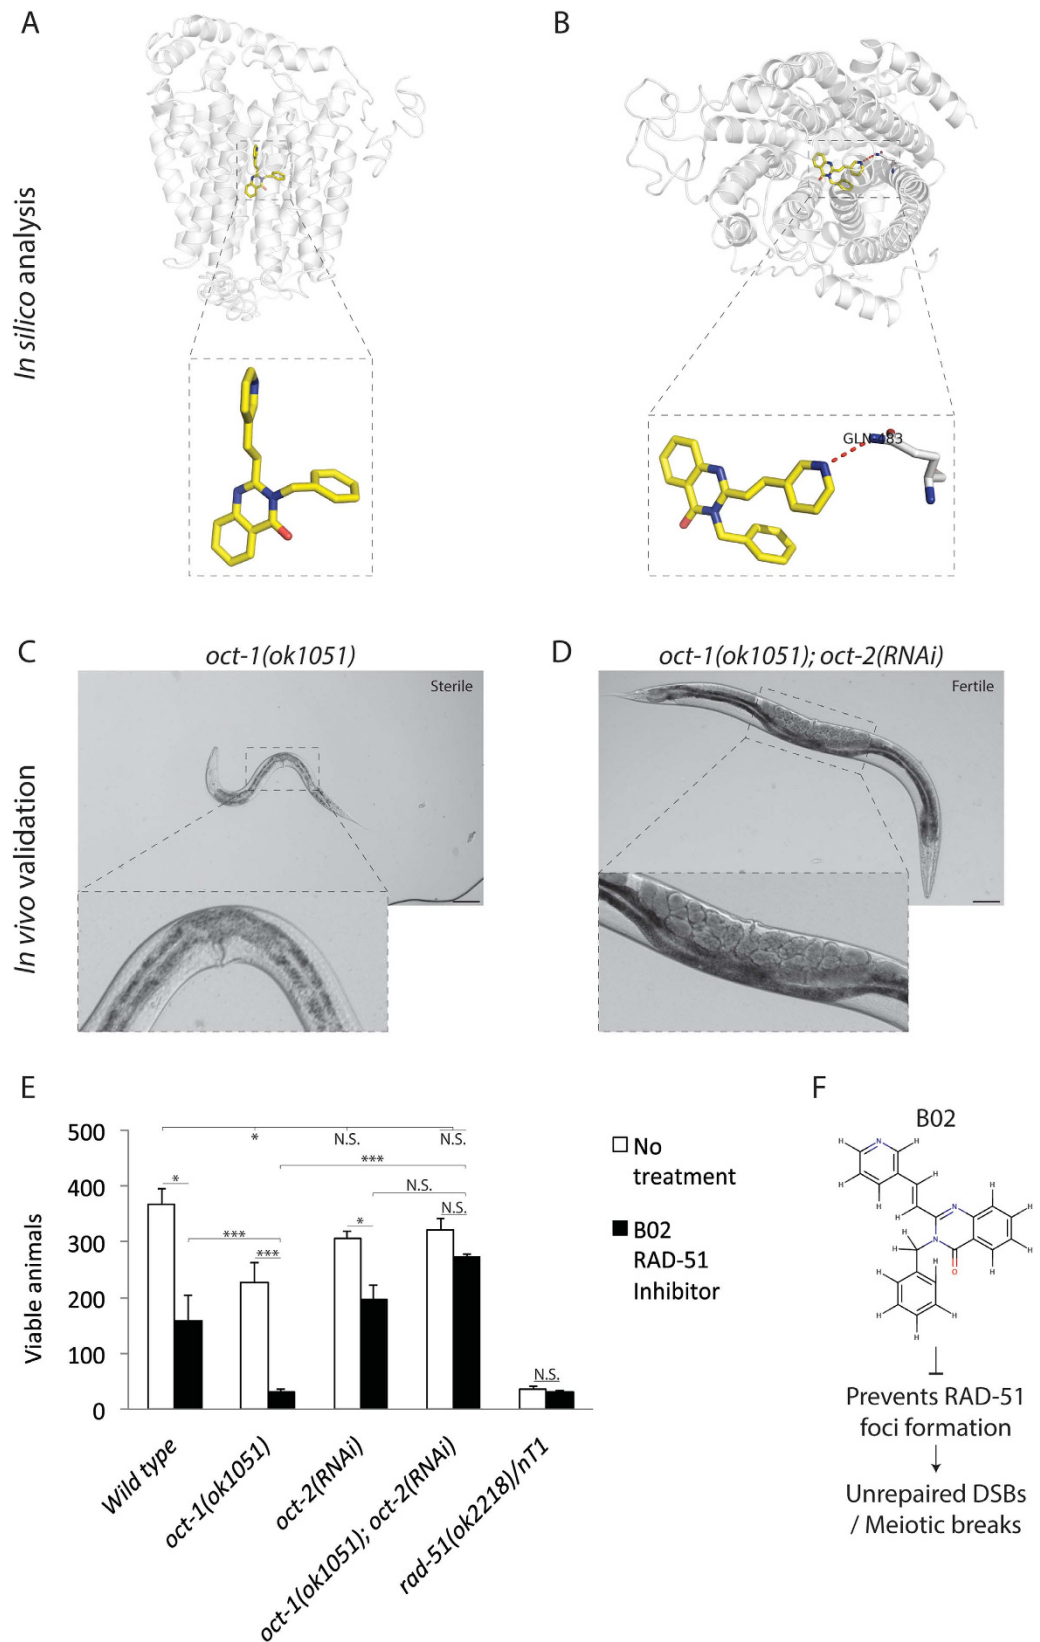 A
B
In silico analysis
GLN-483
C
oct-1(ok1051)
Sterile
D
oct-1(ok1051); oct-2(RNAi)
Fertile
In vivo validation
E
Viable animals
500
400
300
200
100
0
*
N.S.
N.S.
***
N.S.
*
***
***
*
N.S.
N.S.
Wild type
oct-1(ok1051)
oct-2(RNAi)
oct-1(ok1051); oct-2(RNAi)
rad-51(ok2218)/nT1
No
treatment
B02
RAD-51
Inhibitor
F
B02
H
N
H
H
H
H
H
H
H
N
H
H
H
N
H
O
H
H
H
H
H
H
Prevents RAD-51
foci formation
Unrepaired DSBs
/ Meiotic breaks